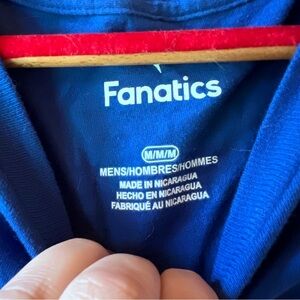 Fanatics
M/M/M
MENS/HOMBRES/HOMMES
MADE IN NICARAGUA
HECHO EN NICARAGUA
FABRIQUÉ AU NICARAGUA